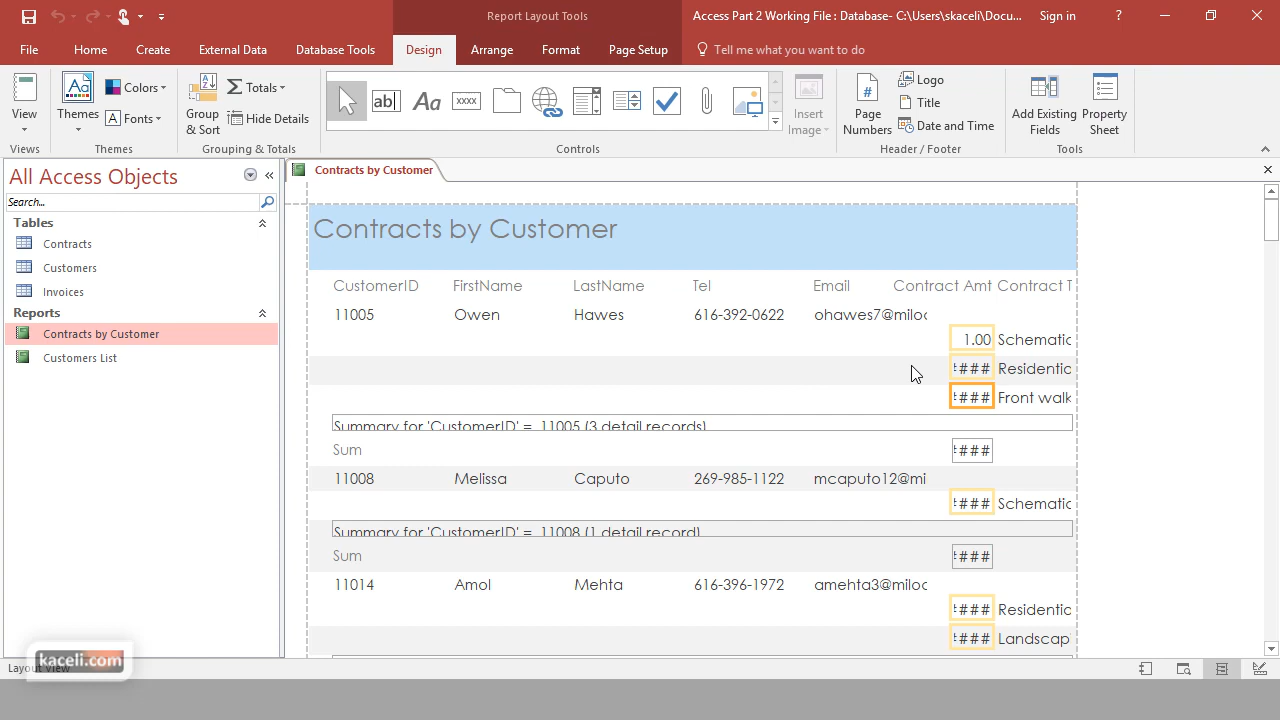 Report Layout Tools
Access Part 2 Working File : Database- C:\Users\skaceli\Docu...
Sign in
?
File
Home
Create
External Data
Database Tools
Design
Arrange
Format
Page Setup
Tell me what you want to do
View
Views
Themes
Colors
Fonts
Themes
Group & Sort
Totals
Hide Details
Grouping & Totals
ab
Aa
xxxx
Controls
Insert Image
Page Numbers
Logo
Title
Date and Time
Header / Footer
Add Existing Fields
Property Sheet
Tools
All Access Objects
Search...
Tables
Contracts
Customers
Invoices
Reports
Contracts by Customer
Customers List
Contracts by Customer
Contracts by Customer
CustomerID FirstName LastName Tel Email Contract Amt Contract T
11005 Owen Hawes 616-392-0622 ohawes7@miloc
1.00 Schematic
#### Residentic
#### Front walk
Summary for 'CustomerID' = 11005 (3 detail records)
Sum ####
11008 Melissa Caputo 269-985-1122 mcaputo12@mi
#### Schematic
Summary for 'CustomerID' = 11008 (1 detail record)
Sum ####
11014 Amol Mehta 616-396-1972 amehta3@miloc
#### Residentic
#### Landscap
kaceli.com
Layout View